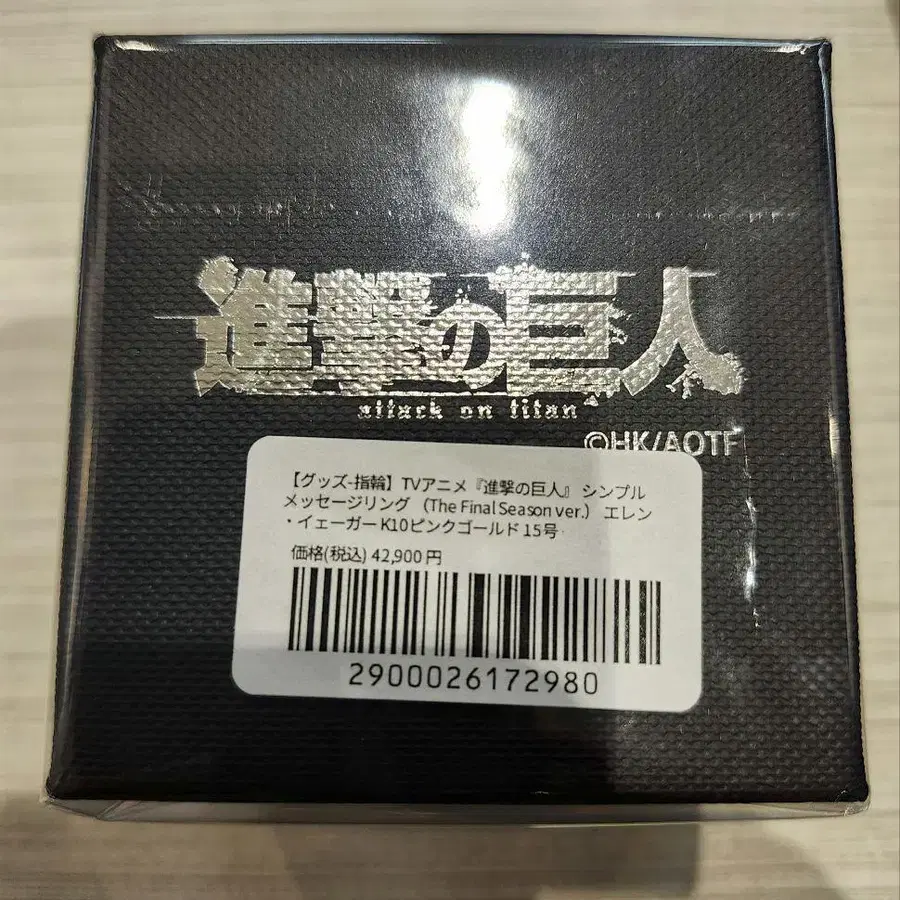 進撃の巨人
attack on titan
©HK/AOTF
【グッズ-指輪】TVアニメ『進撃の巨人』 シンプル
メッセージリング （The Final Season ver.） エレン
・イェーガー K10ピンクゴールド 15号
価格(税込) 42,900 円
2900026172980